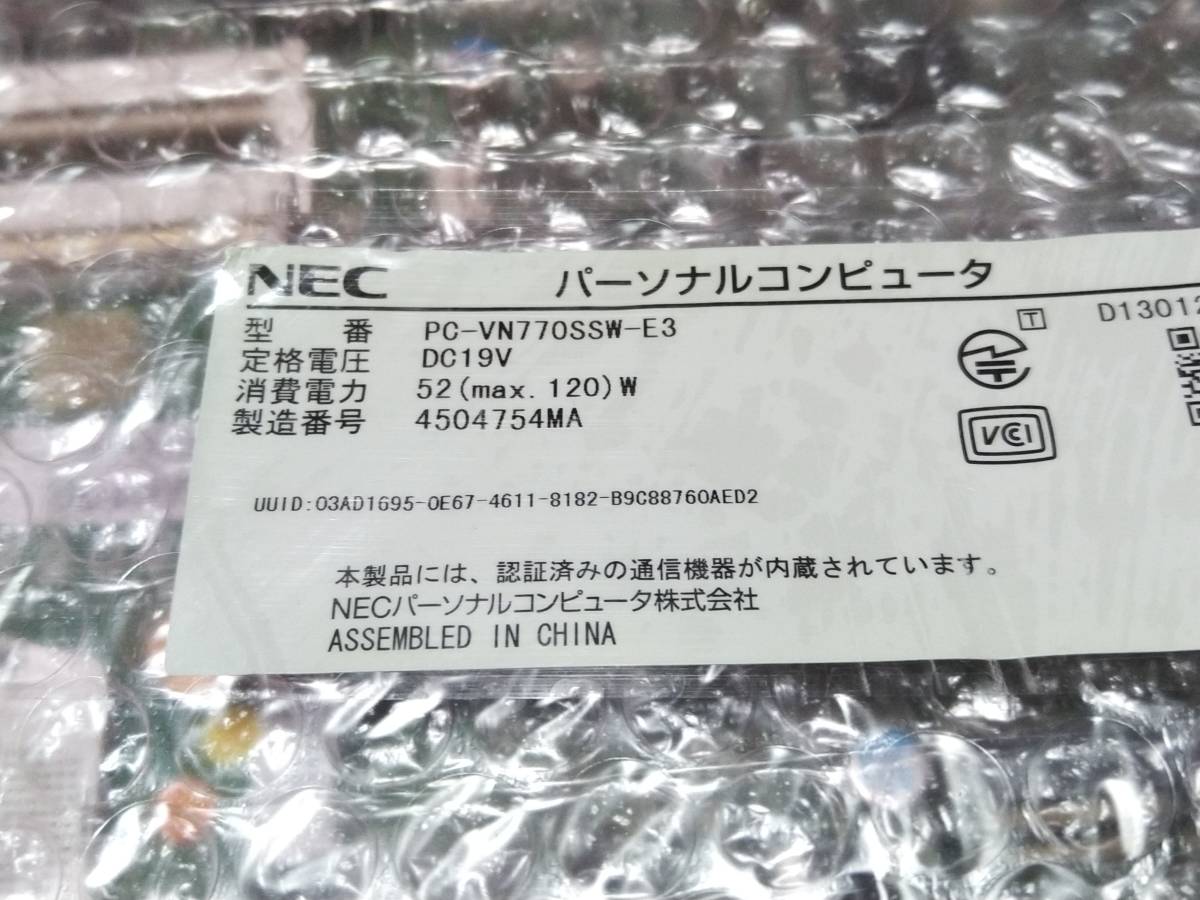 NEC パーソナルコンピュータ
型 番 PC-VN770SSW-E3
T D13012
定格電圧 DC19V
消費電力 52(max.120)W
製造番号 4504754MA
VCCI
UUID:03AD1695-0E67-4611-8182-B9C88760AED2
本製品には、認証済みの通信機器が内蔵されています。
NECパーソナルコンピュータ株式会社
ASSEMBLED IN CHINA